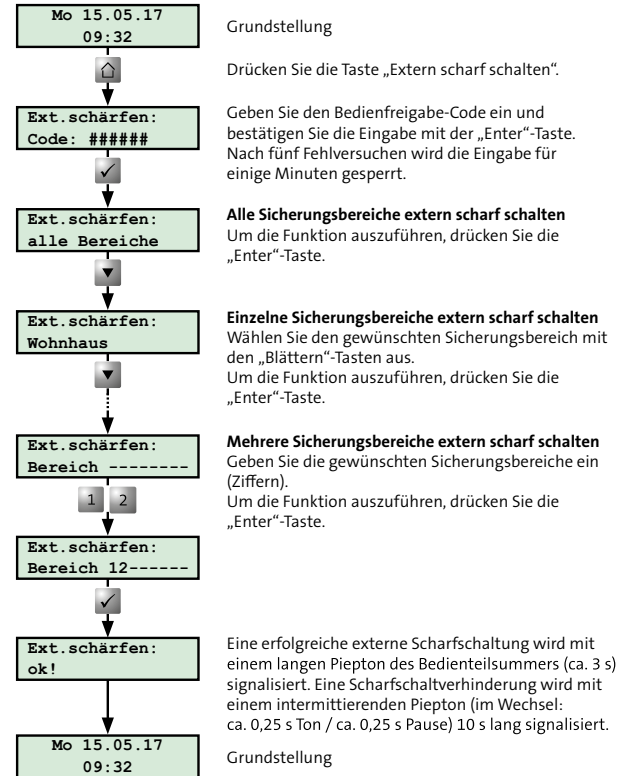 Mo 15.05.17
09:32
Grundstellung
Drücken Sie die Taste „Extern scharf schalten“.
Ext.schärfen:
Code: ######
Geben Sie den Bedienfreigabe-Code ein und
bestätigen Sie die Eingabe mit der „Enter“-Taste.
Nach fünf Fehlversuchen wird die Eingabe für
einige Minuten gesperrt.
Ext.schärfen:
alle Bereiche
Alle Sicherungsbereiche extern scharf schalten
Um die Funktion auszuführen, drücken Sie die
„Enter“-Taste.
Ext.schärfen:
Wohnhaus
Einzelne Sicherungsbereiche extern scharf schalten
Wählen Sie den gewünschten Sicherungsbereich mit
den „Blättern“-Tasten aus.
Um die Funktion auszuführen, drücken Sie die
„Enter“-Taste.
Ext.schärfen:
Bereich --------
Mehrere Sicherungsbereiche extern scharf schalten
Geben Sie die gewünschten Sicherungsbereiche ein
(Ziffern).
Um die Funktion auszuführen, drücken Sie die
„Enter“-Taste.
1 2
Ext.schärfen:
Bereich 12------
Ext.schärfen:
ok!
Eine erfolgreiche externe Scharfschaltung wird mit
einem langen Piepton des Bedienteilsummers (ca. 3 s)
signalisiert. Eine Scharfschaltverhinderung wird mit
einem intermittierenden Piepton (im Wechsel:
ca. 0,25 s Ton / ca. 0,25 s Pause) 10 s lang signalisiert.
Mo 15.05.17
09:32
Grundstellung